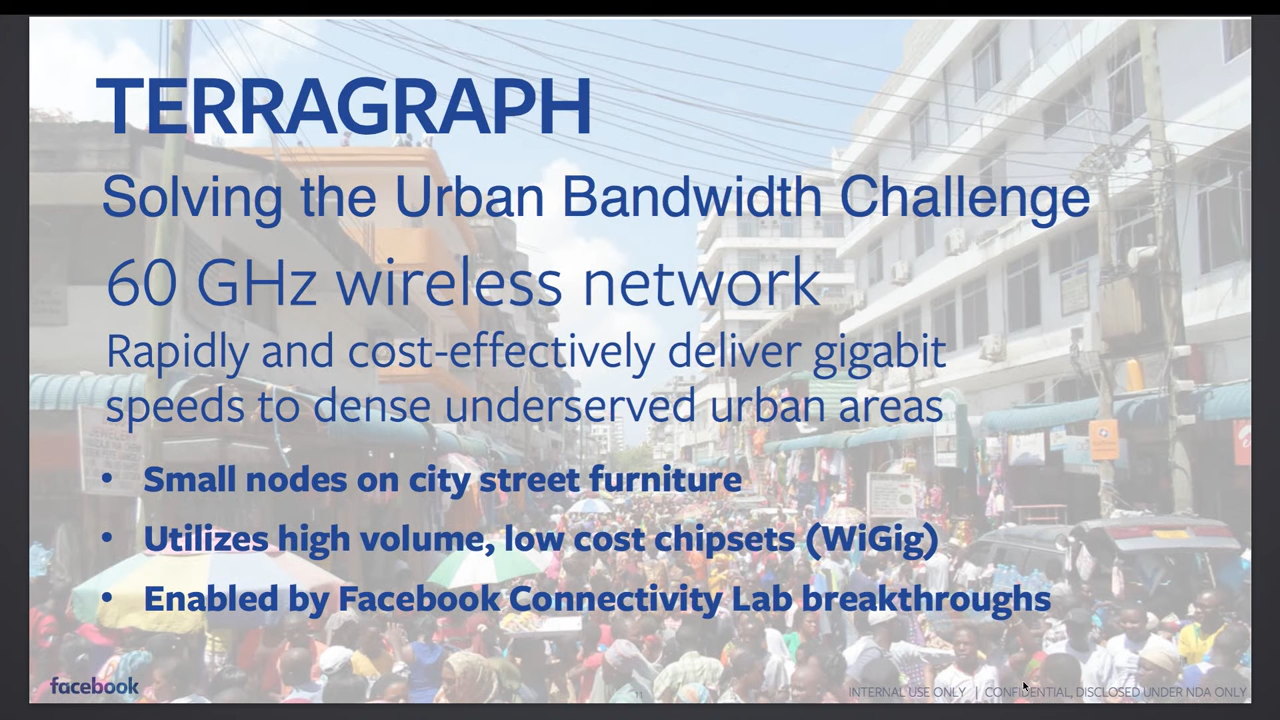 TERRAGRAPH
Solving the Urban Bandwidth Challenge
60 GHz wireless network
Rapidly and cost-effectively deliver gigabit
speeds to dense underserved urban areas
• Small nodes on city street furniture
• Utilizes high volume, low cost chipsets (WiGig)
• Enabled by Facebook Connectivity Lab breakthroughs
facebook
11
INTERNAL USE ONLY | CONFIDENTIAL, DISCLOSED UNDER NDA ONLY